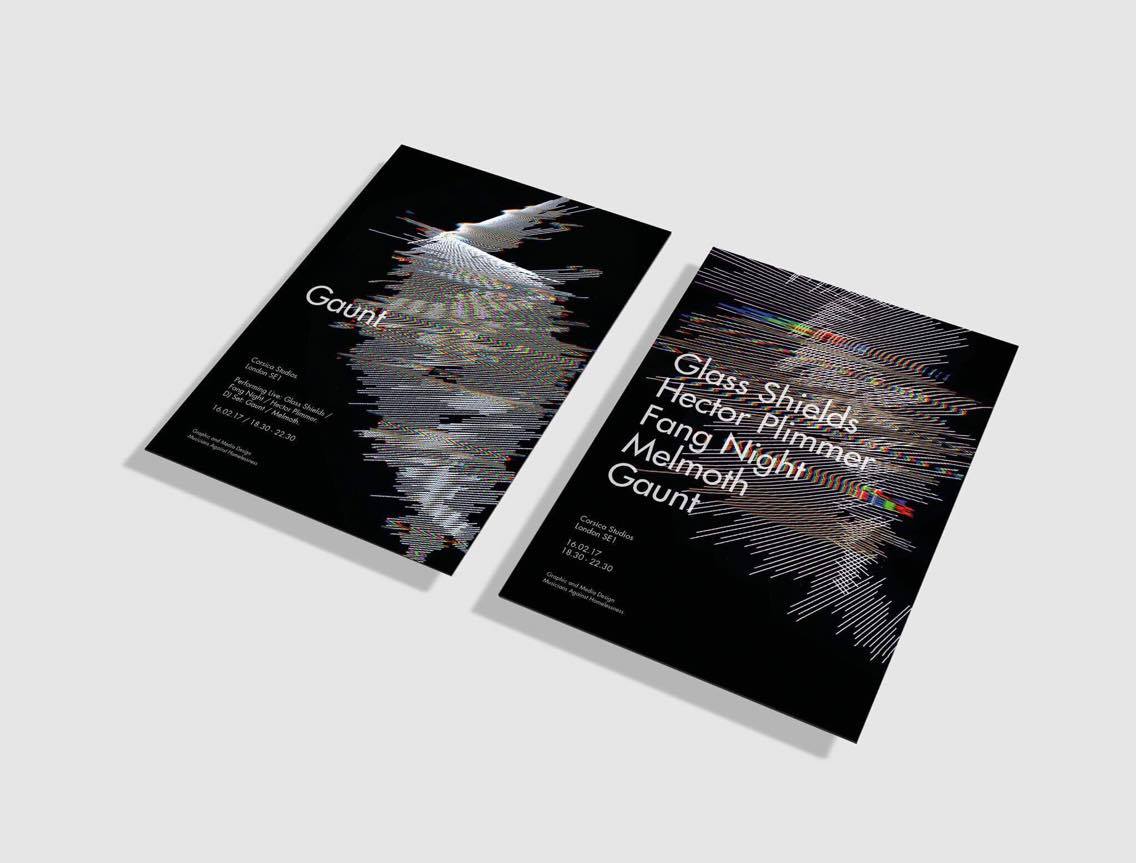 Gaunt
Corsica Studios
London SE1
Performing Live: Glass Shields /
Fang Night / Hector Plimmer.
DJ Set: Gaunt / Melmoth.
16.02.17 / 18.30 - 22.30
Graphic and Media Design
Musicians Against Homelessness
Glass Shields
Hector Plimmer
Fang Night
Melmoth
Gaunt
Corsica Studios
London SE1
16.02.17
18.30 - 22.30
Graphic and Media Design
Musicians Against Homelessness